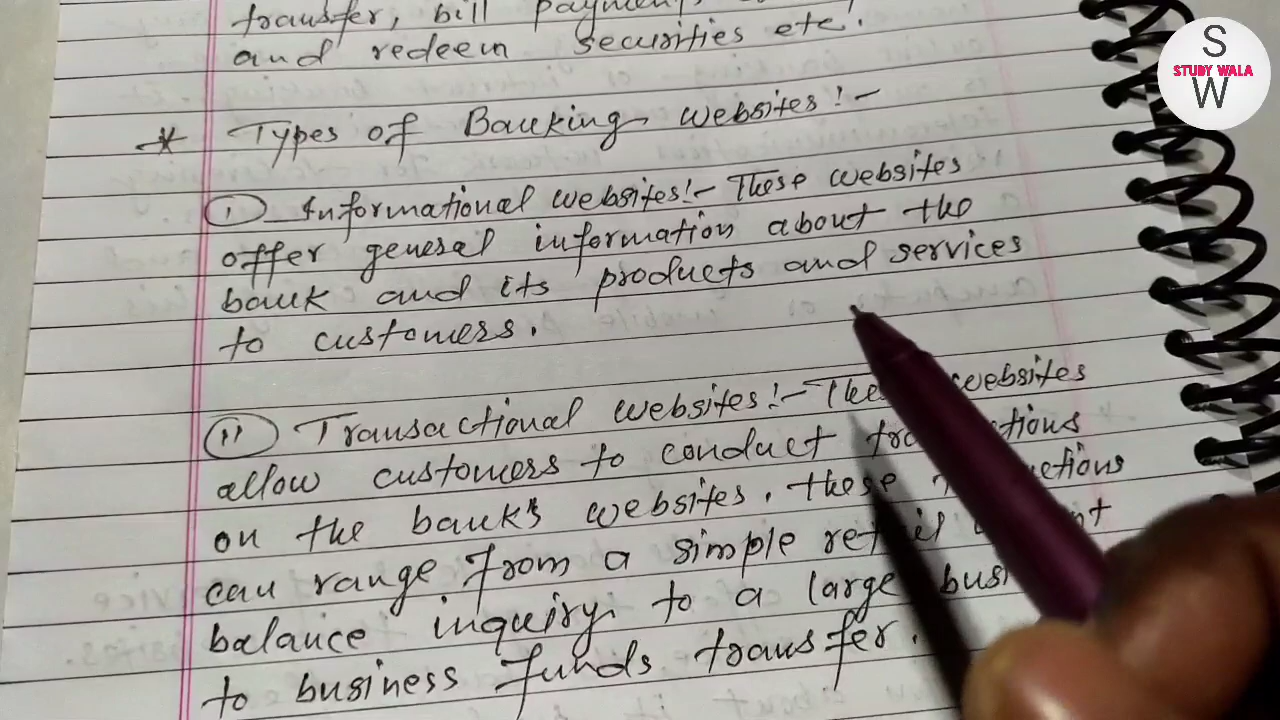 transfer, bill payment,
and redeem securities etc.
* Types of Banking websites:-
(i) Informational websites:- These websites
offer general information about the
bank and its products and services
to customers.
(ii) Transactional websites:- websites
allow customers to conduct
on the bank's websites. these
can range from a simple
balance inquiry to a large
to business funds transfer.
S
STUDY WALA
W